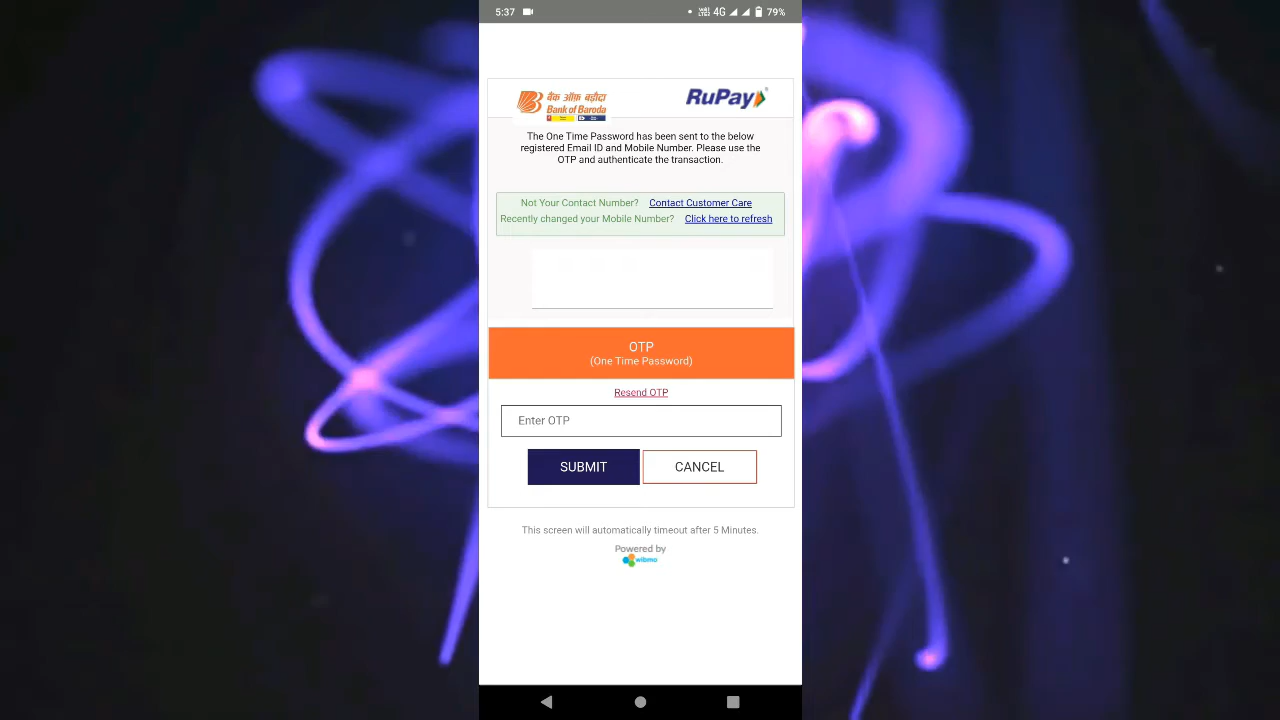 5:37
4G 79%
बैंक ऑफ़ बड़ौदा
Bank of Baroda
RuPay
The One Time Password has been sent to the below
registered Email ID and Mobile Number. Please use the
OTP and authenticate the transaction.
Not Your Contact Number? Contact Customer Care
Recently changed your Mobile Number? Click here to refresh
OTP
(One Time Password)
Resend OTP
Enter OTP
SUBMIT CANCEL
This screen will automatically timeout after 5 Minutes.
Powered by
wibmo